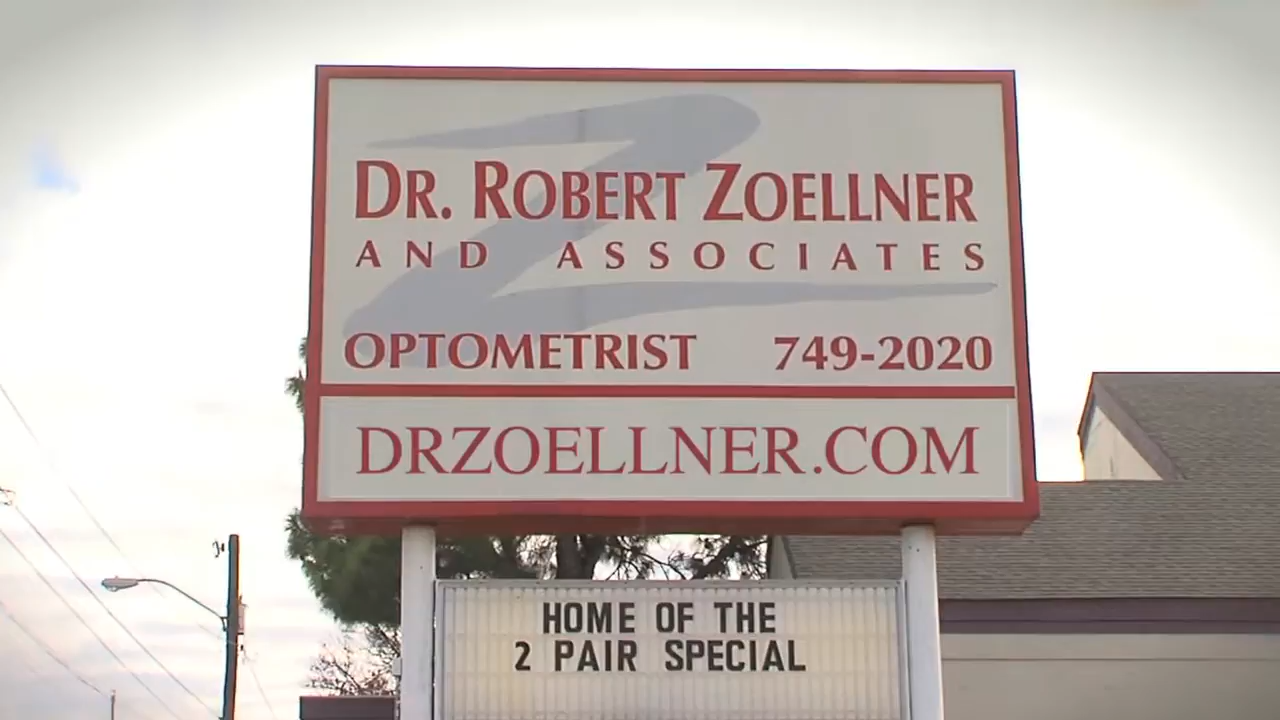 DR. ROBERT ZOELLNER
AND ASSOCIATES
OPTOMETRIST 749-2020
DRZOELLNER.COM
HOME OF THE
2 PAIR SPECIAL